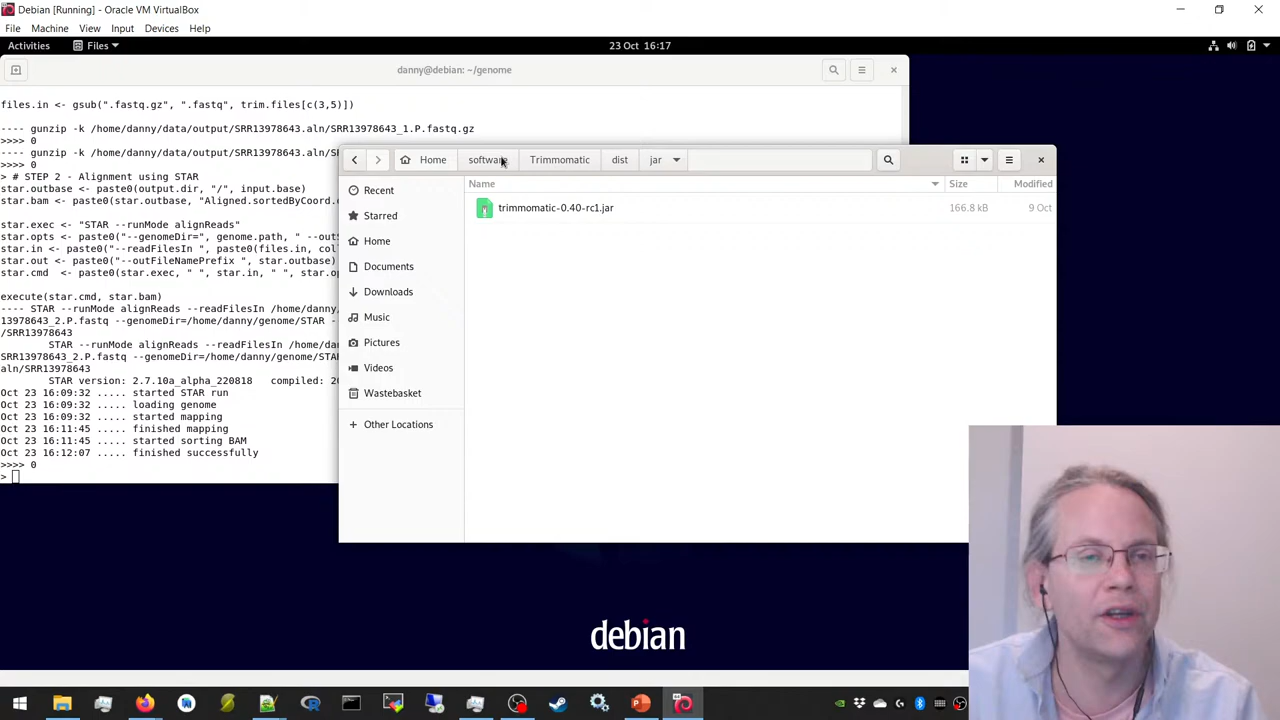 Debian [Running] - Oracle VM VirtualBox
File Machine View Input Devices Help
Activities Files 23 Oct 16:17
danny@debian: ~/genome
files.in <- gsub(".fastq.gz", ".fastq", trim.files[c(3,5)])
---- gunzip -k /home/danny/data/output/SRR13978643.aln/SRR13978643_1.P.fastq.gz
>>>> 0
---- gunzip -k /home/danny/data/output/SRR13978643.aln/S
>>>> 0
> # STEP 2 - Alignment using STAR
star.outbase <- paste0(output.dir, "/", input.base)
star.bam <- paste0(star.outbase, "Aligned.sortedByCoord.
star.exec <- "STAR --runMode alignReads"
star.opts <- paste0("--genomeDir=", genome.path, " --out
star.in <- paste0("--readFilesIn ", paste0(files.in, col
star.out <- paste0("--outFileNamePrefix ", star.outbase)
star.cmd <- paste0(star.exec, " ", star.in, " ", star.op
execute(star.cmd, star.bam)
---- STAR --runMode alignReads --readFilesIn /home/danny/
13978643_2.P.fastq --genomeDir=/home/danny/genome/STAR -
/SRR13978643
STAR --runMode alignReads --readFilesIn /home/dan
SRR13978643_2.P.fastq --genomeDir=/home/danny/genome/STA
aln/SRR13978643
STAR version: 2.7.10a_alpha_220818 compiled: 20
Oct 23 16:09:32 ..... started STAR run
Oct 23 16:09:32 ..... loading genome
Oct 23 16:09:32 ..... started mapping
Oct 23 16:11:45 ..... finished mapping
Oct 23 16:11:45 ..... started sorting BAM
Oct 23 16:12:07 ..... finished successfully
>>>> 0
>
Home software Trimmomatic dist jar
Name Size Modified
trimmomatic-0.40-rc1.jar 166.8 kB 9 Oct
Recent
Starred
Home
Documents
Downloads
Music
Pictures
Videos
Wastebasket
Other Locations
debian